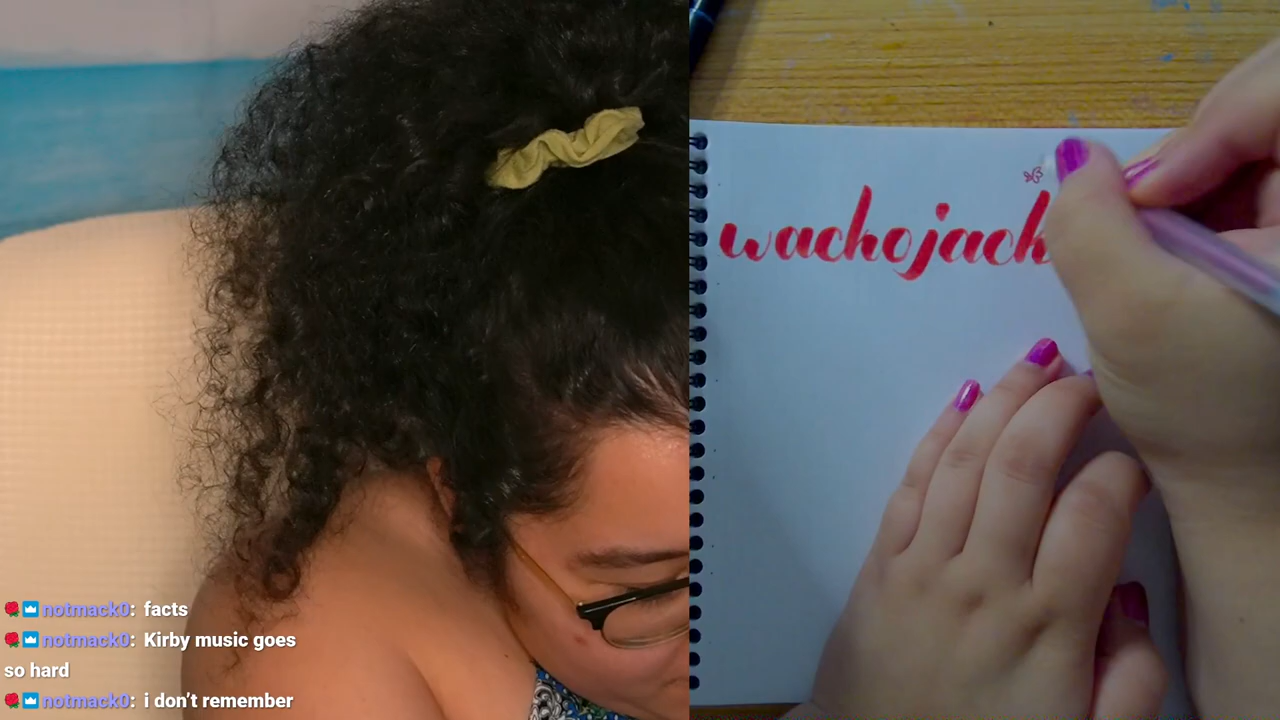 wachojack
notmack0: facts
notmack0: Kirby music goes
so hard
notmack0: i don't remember